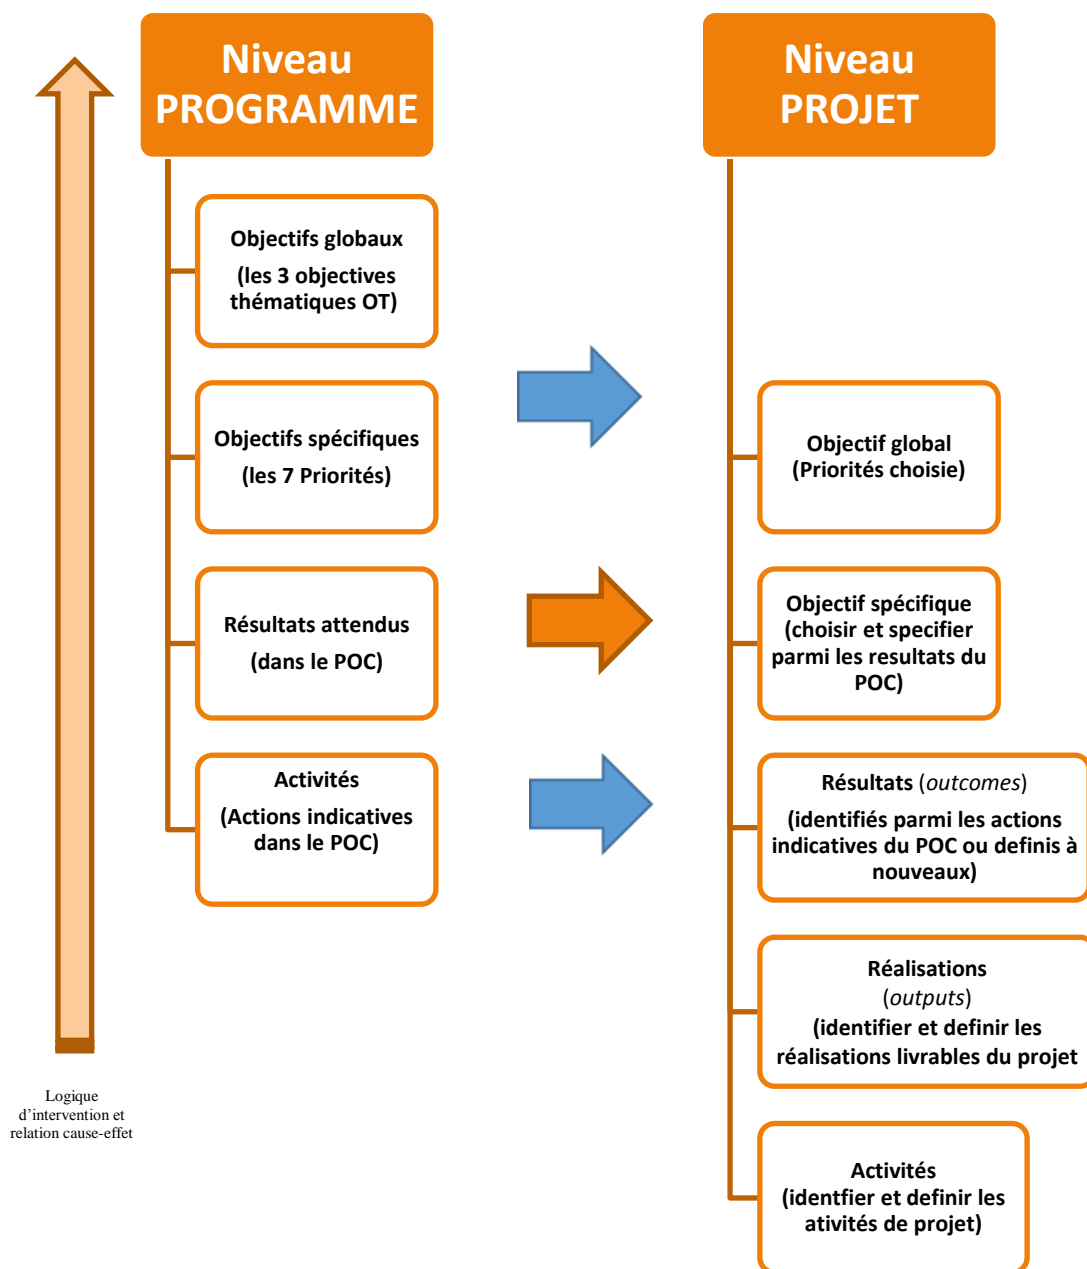 Niveau
PROGRAMME
Objectifs globaux
(les 3 objectives
thématiques OT)
Objectifs spécifiques
(les 7 Priorités)
Résultats attendus
(dans le POC)
Activités
(Actions indicatives
dans le POC)
Niveau
PROJET
Objectif global
(Priorités choisie)
Objectif spécifique
(choisir et specifier
parmi les resultats du
POC)
Résultats (outcomes)
(identifiés parmi les actions
indicatives du POC ou definis à
nouveaux)
Réalisations
(outputs)
(identifier et definir les
réalisations livrables du projet
Activités
(identfier et definir les
ativités de projet)
Logique
d’intervention et
relation cause-effet